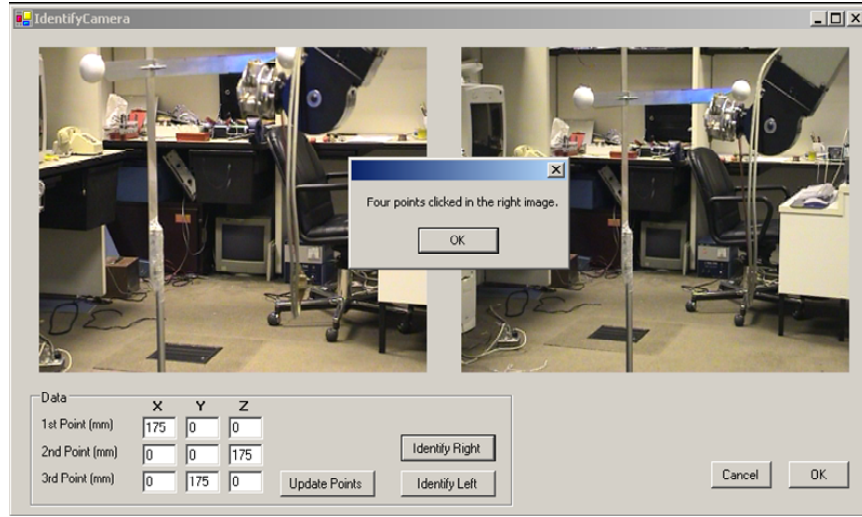 IdentifyCamera
Four points clicked in the right image.
OK
Data
X Y Z
1st Point (mm) 175 0 0
2nd Point (mm) 0 0 175
3rd Point (mm) 0 175 0
Identify Right
Update Points
Identify Left
Cancel
OK